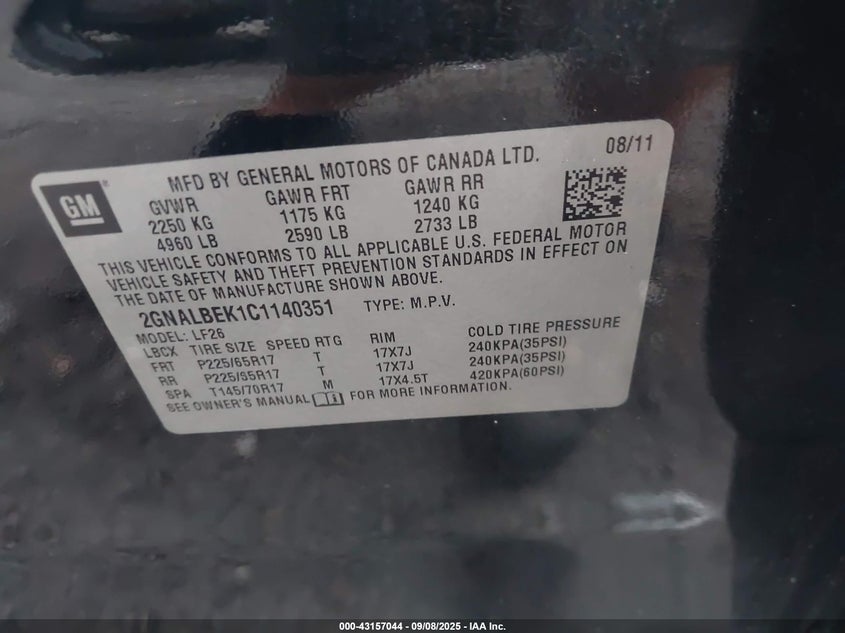 GM
MFD BY GENERAL MOTORS OF CANADA LTD. 08/11
GVWR GAWR FRT GAWR RR
2250 KG 1175 KG 1240 KG
4960 LB 2590 LB 2733 LB
THIS VEHICLE CONFORMS TO ALL APPLICABLE U.S. FEDERAL MOTOR
VEHICLE SAFETY AND THEFT PREVENTION STANDARDS IN EFFECT ON
THE DATE OF MANUFACTURE SHOWN ABOVE.
2GNALBEK1C1140351 TYPE: M.P.V.
MODEL: LF26
LBCX TIRE SIZE SPEED RTG RIM COLD TIRE PRESSURE
FRT P225/65R17 T 17X7J 240KPA(35PSI)
RR P225/65R17 T 17X7J 240KPA(35PSI)
SPA T145/70R17 M 17X4.5T 420KPA(60PSI)
SEE OWNER'S MANUAL FOR MORE INFORMATION.
000-43157044 - 09/08/2025 - IAA Inc.